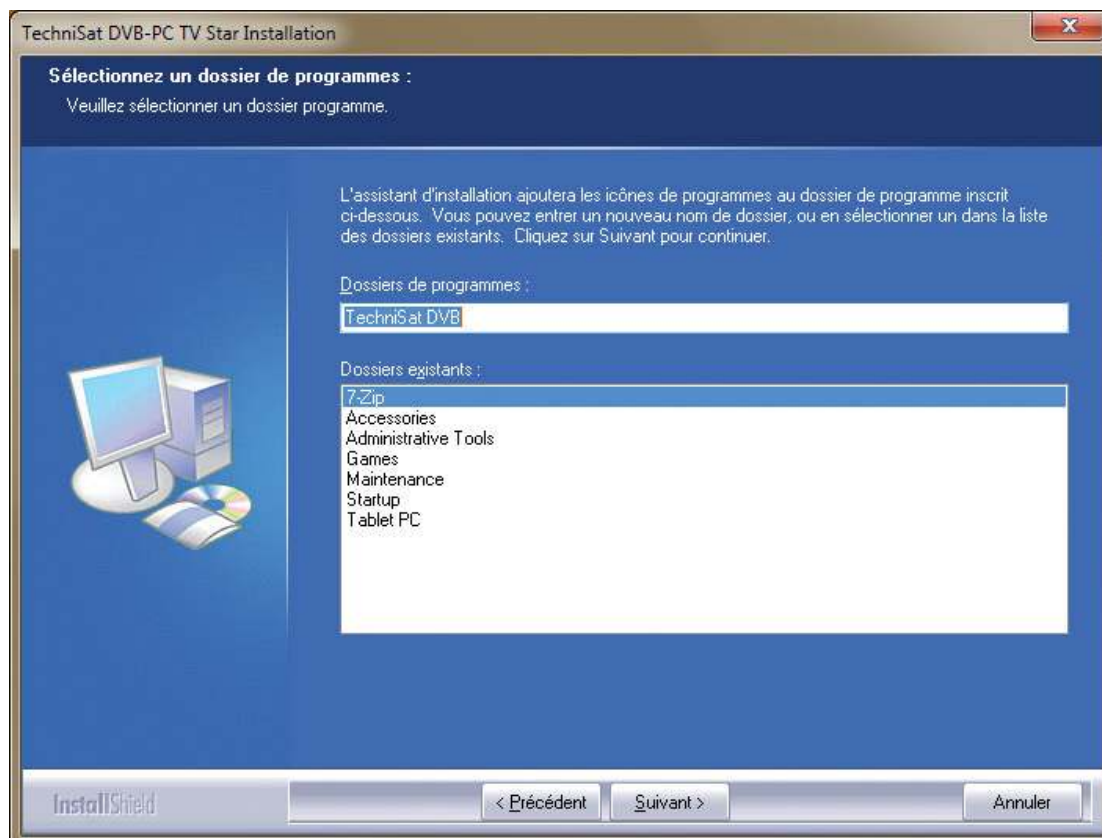 TechniSat DVB-PC TV Star Installation
Sélectionnez un dossier de programmes :
Veuillez sélectionner un dossier programme.
L'assistant d'installation ajoutera les icônes de programmes au dossier de programme inscrit
ci-dessous. Vous pouvez entrer un nouveau nom de dossier, ou en sélectionner un dans la liste
des dossiers existants. Cliquez sur Suivant pour continuer.
Dossiers de programmes :
TechniSat DVB
Dossiers existants :
7-Zip
Accessories
Administrative Tools
Games
Maintenance
Startup
Tablet PC
InstallShield
< Précédent
Suivant >
Annuler